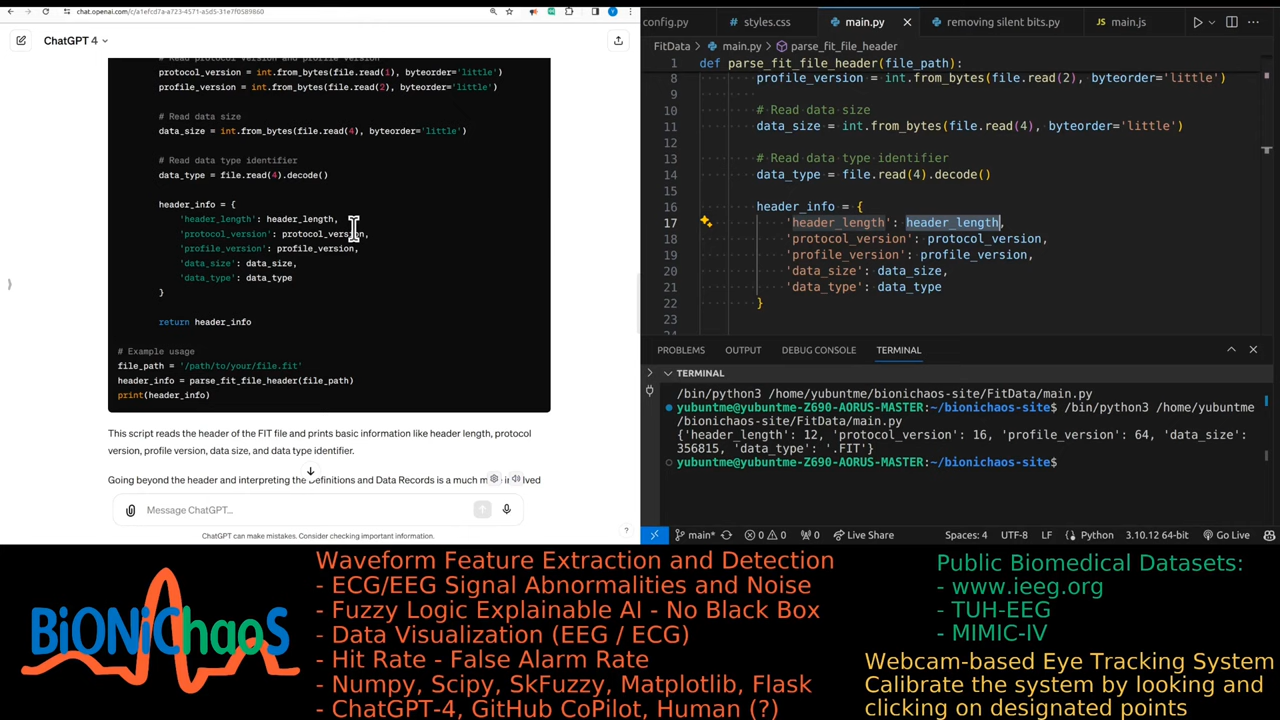 chat.openai.com/c/a1efcd7a-a723-4571-a5d5-31e7f0589860
ChatGPT 4
# Read protocol version and profile version
protocol_version = int.from_bytes(file.read(1), byteorder='little')
profile_version = int.from_bytes(file.read(2), byteorder='little')
# Read data size
data_size = int.from_bytes(file.read(4), byteorder='little')
# Read data type identifier
data_type = file.read(4).decode()
header_info = {
'header_length': header_length,
'protocol_version': protocol_version,
'profile_version': profile_version,
'data_size': data_size,
'data_type': data_type
}
return header_info
# Example usage
file_path = '/path/to/your/file.fit'
header_info = parse_fit_file_header(file_path)
print(header_info)
This script reads the header of the FIT file and prints basic information like header length, protocol
version, profile version, data size, and data type identifier.
Going beyond the header and interpreting the Definitions and Data Records is a much involved
Message ChatGPT...
ChatGPT can make mistakes. Consider checking important information.
?
config.py styles.css main.py removing silent bits.py main.js
FitData main.py parse_fit_file_header
1 def parse_fit_file_header(file_path):
8 profile_version = int.from_bytes(file.read(2), byteorder='little')
9
10 # Read data size
11 data_size = int.from_bytes(file.read(4), byteorder='little')
12
13 # Read data type identifier
14 data_type = file.read(4).decode()
15
16 header_info = {
17 'header_length': header_length,
18 'protocol_version': protocol_version,
19 'profile_version': profile_version,
20 'data_size': data_size,
21 'data_type': data_type
22 }
23
PROBLEMS OUTPUT DEBUG CONSOLE TERMINAL
TERMINAL
/bin/python3 /home/yubuntme/bionichaos-site/FitData/main.py
yubuntme@yubuntme-Z690-AORUS-MASTER:~/bionichaos-site$ /bin/python3 /home/yubuntme
/bionichaos-site/FitData/main.py
{'header_length': 12, 'protocol_version': 16, 'profile_version': 64, 'data_size':
356815, 'data_type': '.FIT'}
yubuntme@yubuntme-Z690-AORUS-MASTER:~/bionichaos-site$
main* 0 0 Live Share Spaces: 4 UTF-8 LF Python 3.10.12 64-bit Go Live
BiONiChaoS
Waveform Feature Extraction and Detection
- ECG/EEG Signal Abnormalities and Noise
- Fuzzy Logic Explainable AI - No Black Box
- Data Visualization (EEG / ECG)
- Hit Rate - False Alarm Rate
- Numpy, Scipy, SkFuzzy, Matplotlib, Flask
- ChatGPT-4, GitHub CoPilot, Human (?)
Public Biomedical Datasets:
- www.ieeg.org
- TUH-EEG
- MIMIC-IV
Webcam-based Eye Tracking System
Calibrate the system by looking and
clicking on designated points